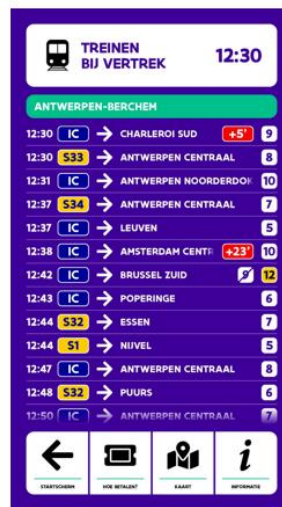 TREINEN
BIJ VERTREK
12:30
ANTWERPEN-BERCHEM
12:30 IC → CHARLEROI SUD +5' 9
12:30 S33 → ANTWERPEN CENTRAAL 8
12:31 IC → ANTWERPEN NOORDERDOK 10
12:37 S34 → ANTWERPEN CENTRAAL 7
12:37 IC → LEUVEN 5
12:38 IC → AMSTERDAM CENTR +23' 10
12:42 IC → BRUSSEL ZUID 9 12
12:43 IC → POPERINGE 6
12:44 S32 → ESSEN 7
12:44 S1 → NIJVEL 5
12:47 IC → ANTWERPEN CENTRAAL 8
12:48 S32 → PUURS 6
12:50 IC → ANTWERPEN CENTRAAL 7
STARTSCHERM
HOE BETALEN?
KAART
INFORMATIE